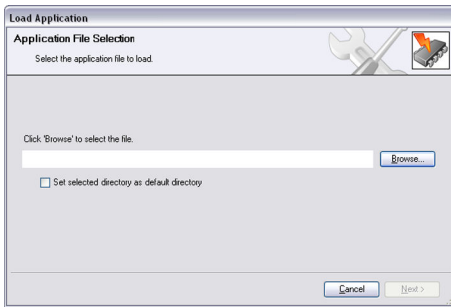 Load Application
Application File Selection
Select the application file to load.
Click 'Browse' to select the file.
Browse...
Set selected directory as default directory
Cancel
Next >